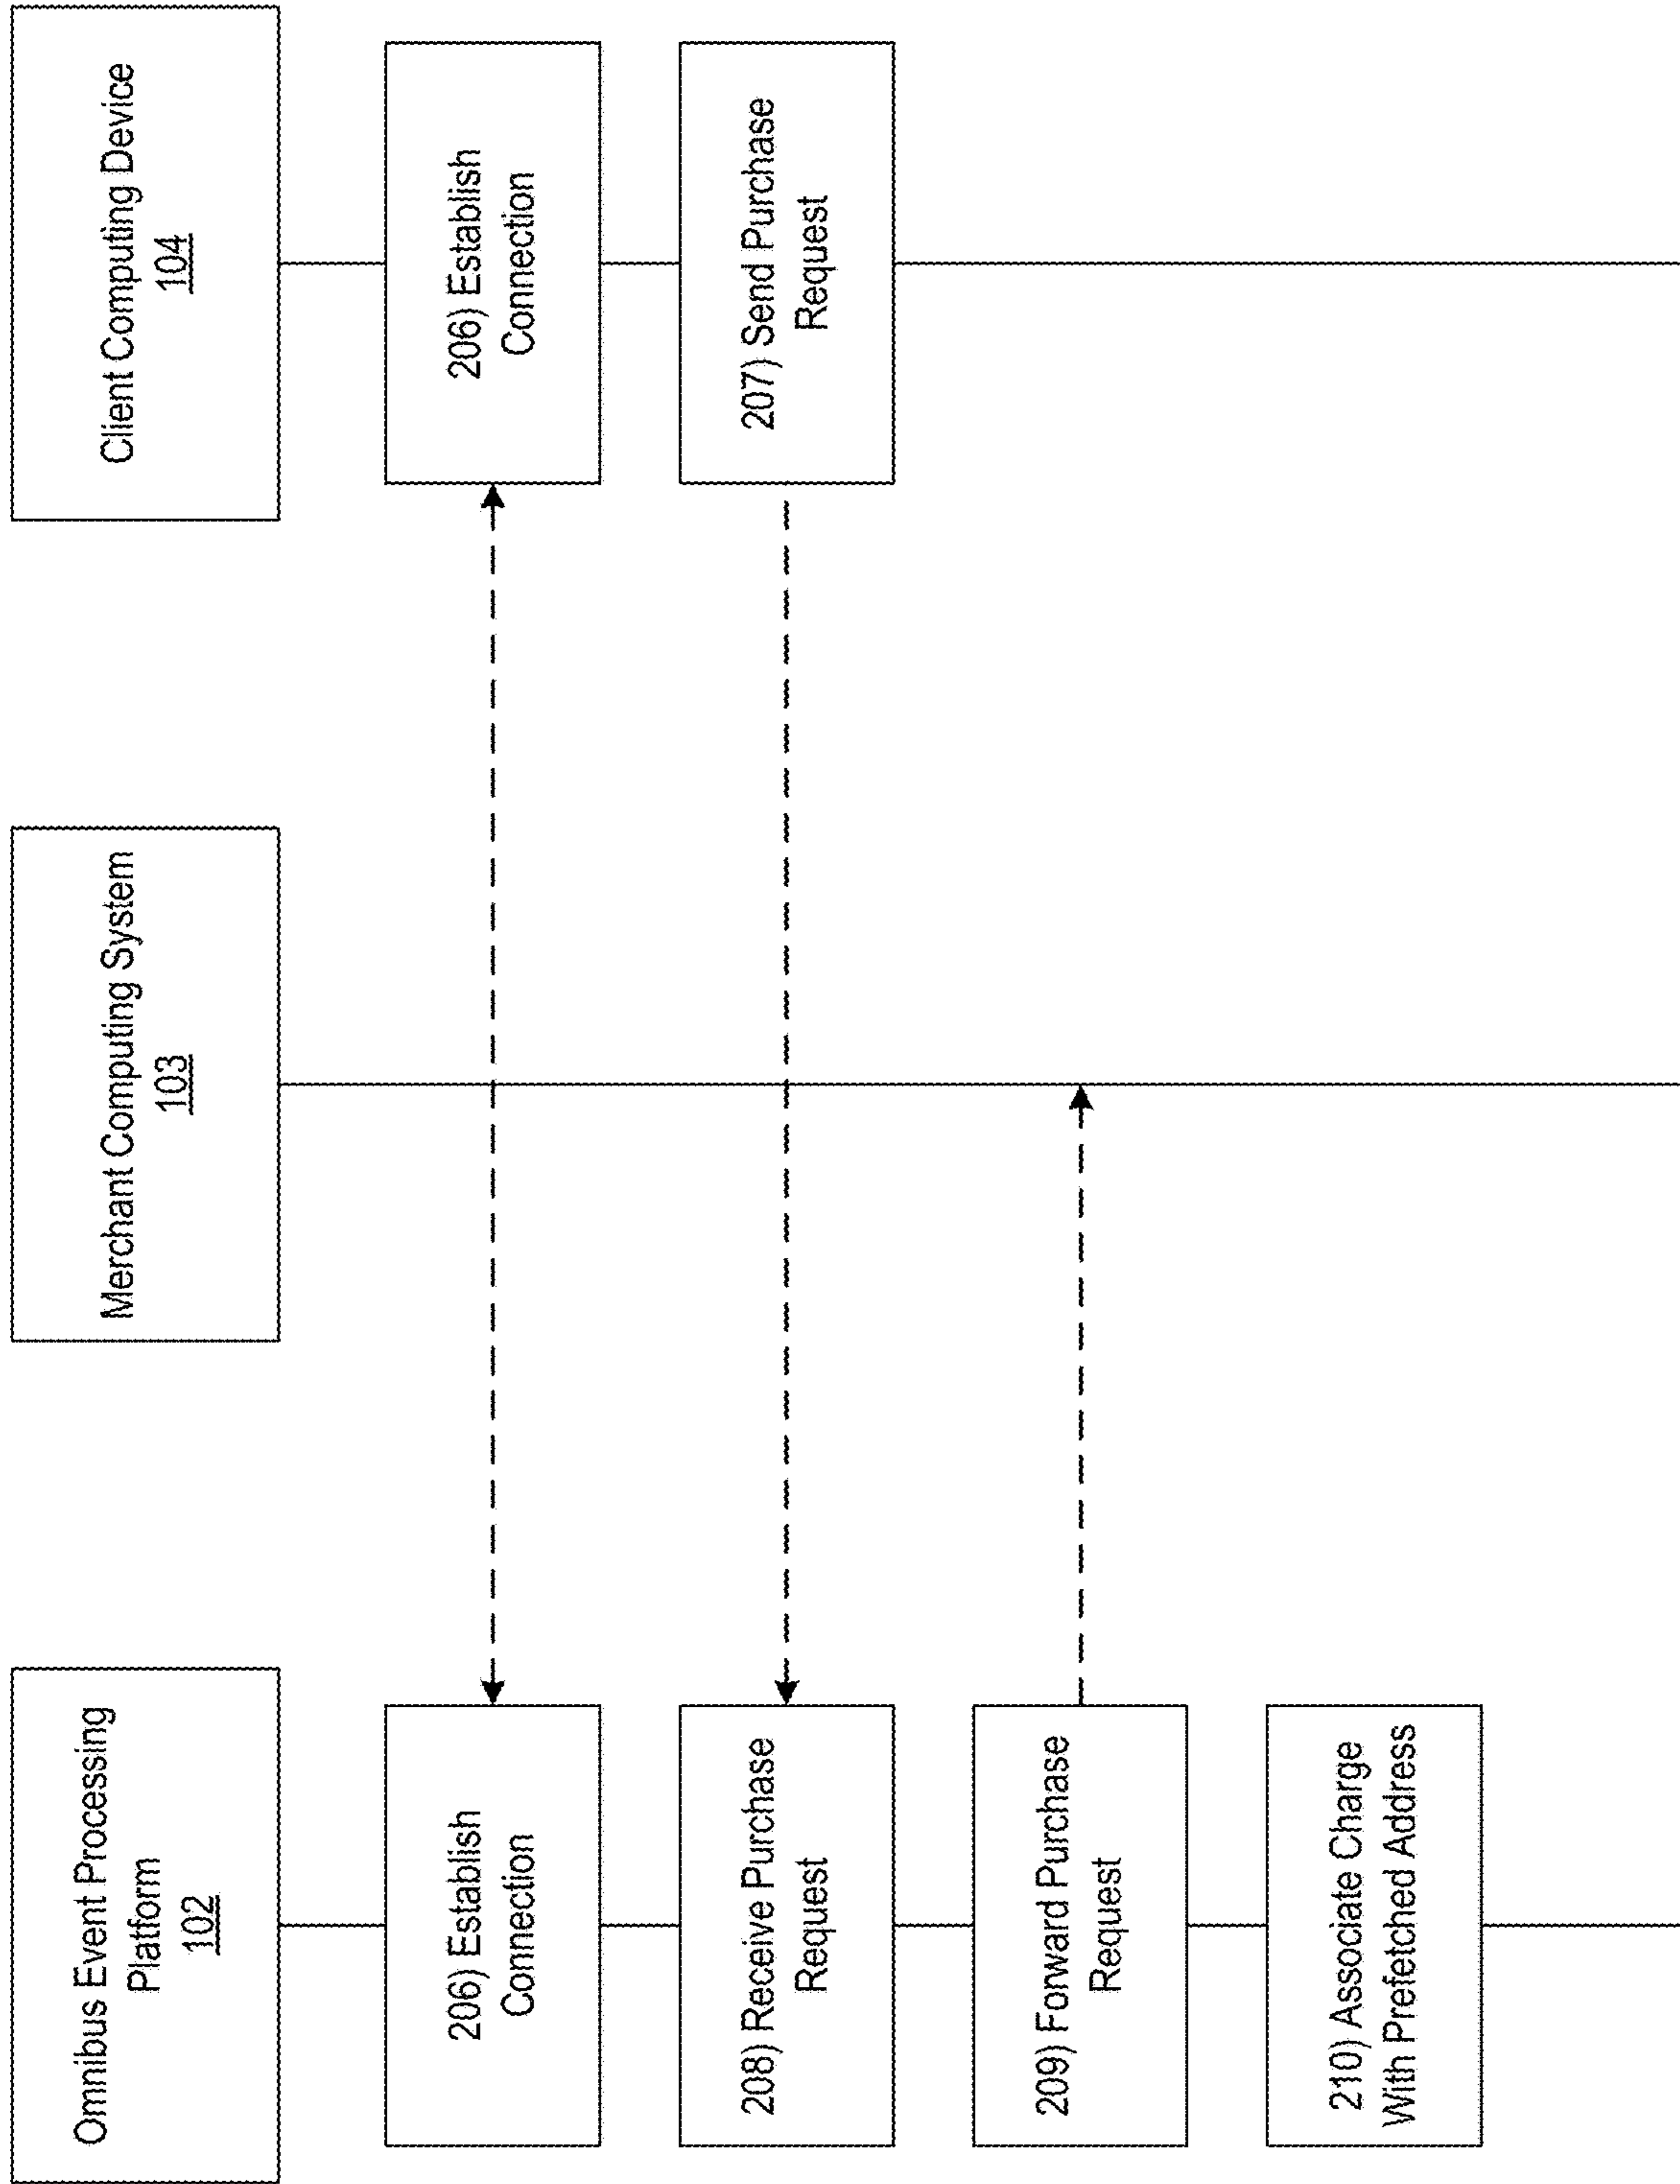 Omnibus Event Processing
Platform
102
Merchant Computing System
103
Client Computing Device
104
206) Establish
Connection
206) Establish
Connection
208) Receive Purchase
Request
207) Send Purchase
Request
209) Forward Purchase
Request
210) Associate Charge
With Prefetched Address